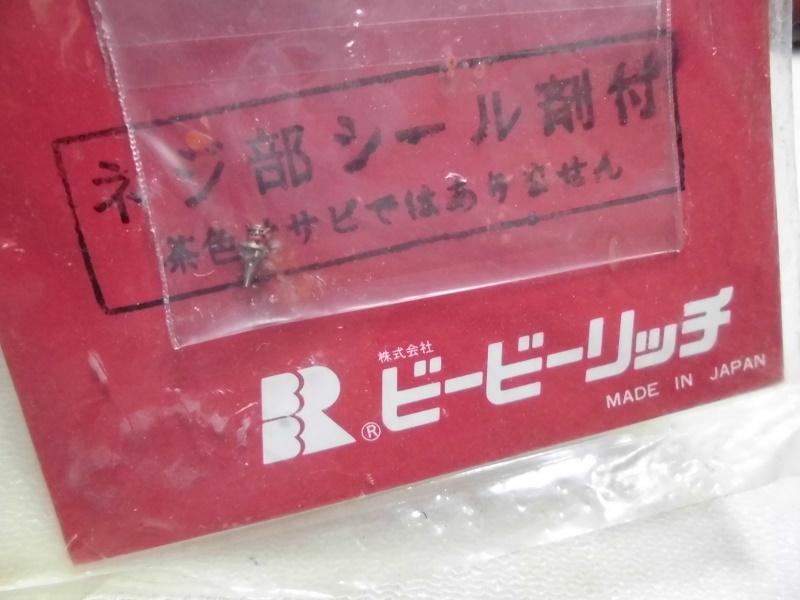 ネジ部シール剤付
茶色はサビではありません
株式会社
® ビービーリッチ
MADE IN JAPAN